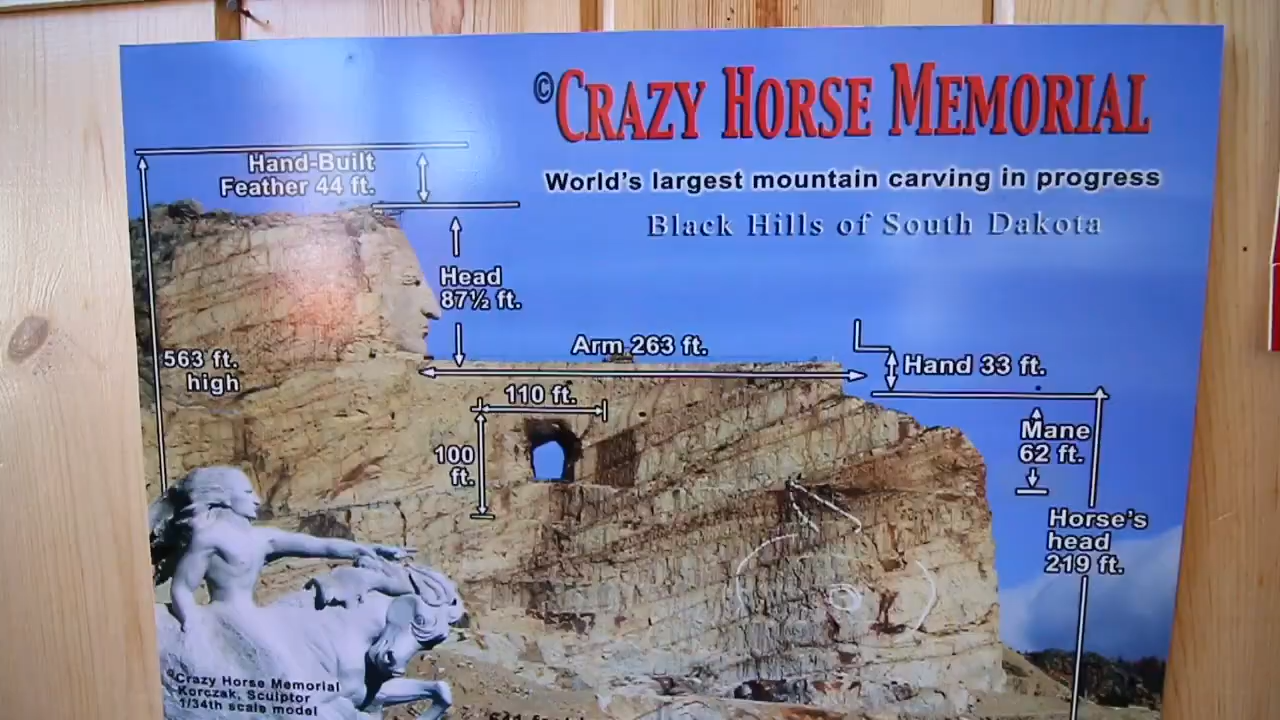 ©CRAZY HORSE MEMORIAL
World's largest mountain carving in progress
Black Hills of South Dakota
Hand-Built
Feather 44 ft.
Head
87½ ft.
563 ft.
high
Arm 263 ft.
Hand 33 ft.
110 ft.
100
ft.
Mane
62 ft.
Horse's
head
219 ft.
©Crazy Horse Memorial
Korczak, Sculptor
1/34th scale model